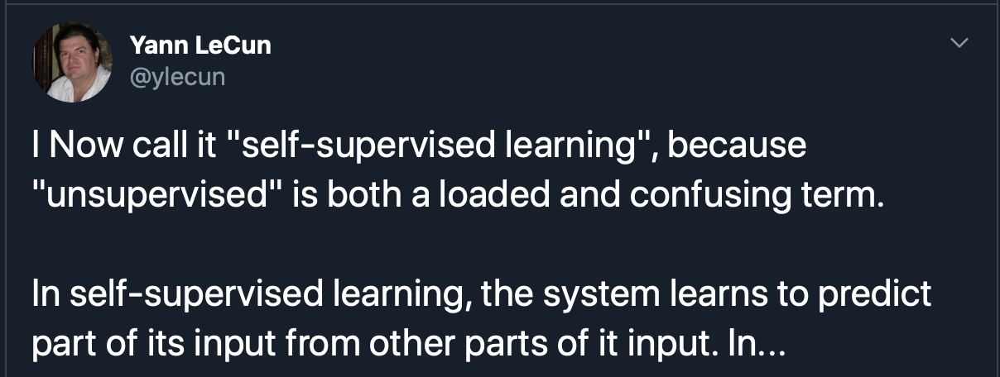 Yann LeCun
@ylecun
I Now call it "self-supervised learning", because
"unsupervised" is both a loaded and confusing term.
In self-supervised learning, the system learns to predict
part of its input from other parts of it input. In...